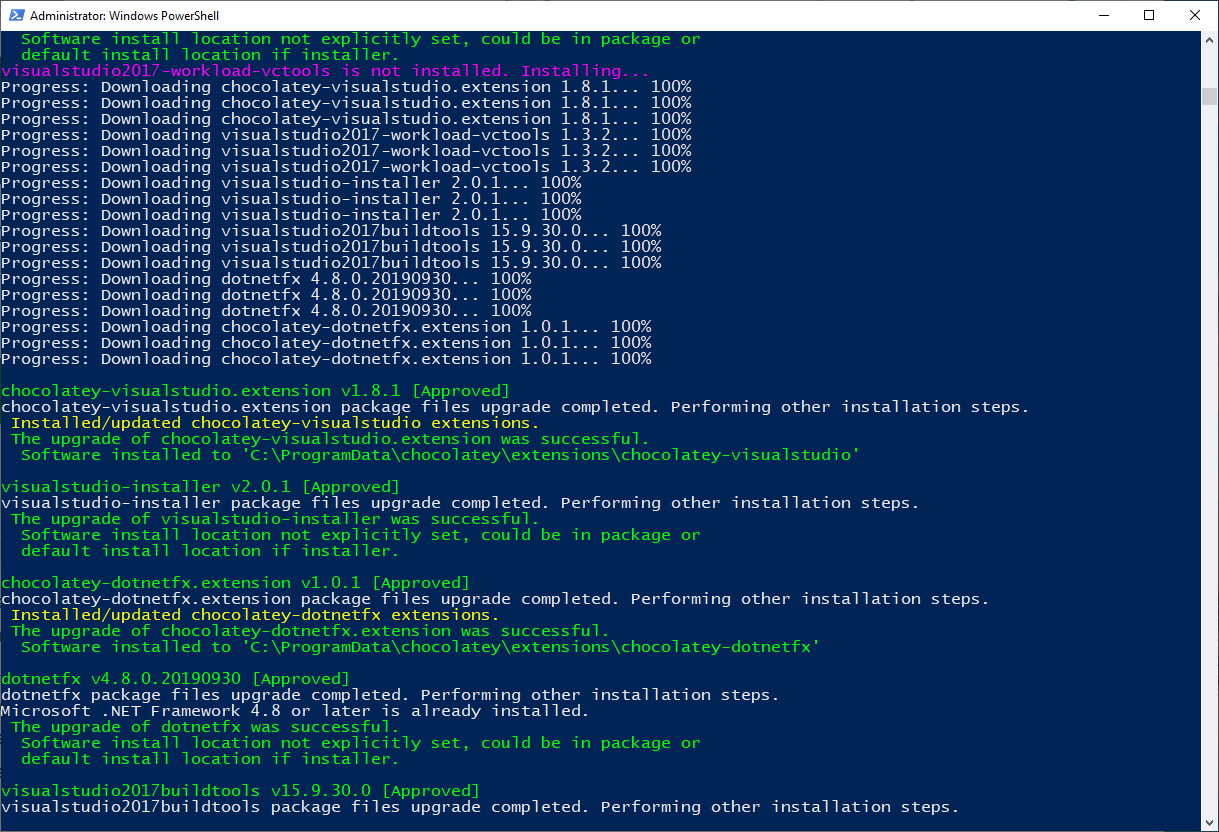 Administrator: Windows PowerShell
Software install location not explicitly set, could be in package or
default install location if installer.
visualstudio2017-workload-vctools is not installed. Installing...
Progress: Downloading chocolatey-visualstudio.extension 1.8.1... 100%
Progress: Downloading chocolatey-visualstudio.extension 1.8.1... 100%
Progress: Downloading chocolatey-visualstudio.extension 1.8.1... 100%
Progress: Downloading visualstudio2017-workload-vctools 1.3.2... 100%
Progress: Downloading visualstudio2017-workload-vctools 1.3.2... 100%
Progress: Downloading visualstudio2017-workload-vctools 1.3.2... 100%
Progress: Downloading visualstudio-installer 2.0.1... 100%
Progress: Downloading visualstudio-installer 2.0.1... 100%
Progress: Downloading visualstudio-installer 2.0.1... 100%
Progress: Downloading visualstudio2017buildtools 15.9.30.0... 100%
Progress: Downloading visualstudio2017buildtools 15.9.30.0... 100%
Progress: Downloading visualstudio2017buildtools 15.9.30.0... 100%
Progress: Downloading dotnetfx 4.8.0.20190930... 100%
Progress: Downloading dotnetfx 4.8.0.20190930... 100%
Progress: Downloading dotnetfx 4.8.0.20190930... 100%
Progress: Downloading chocolatey-dotnetfx.extension 1.0.1... 100%
Progress: Downloading chocolatey-dotnetfx.extension 1.0.1... 100%
Progress: Downloading chocolatey-dotnetfx.extension 1.0.1... 100%
chocolatey-visualstudio.extension v1.8.1 [Approved]
chocolatey-visualstudio.extension package files upgrade completed. Performing other installation steps.
Installed/updated chocolatey-visualstudio extensions.
The upgrade of chocolatey-visualstudio.extension was successful.
Software installed to 'C:\ProgramData\chocolatey\extensions\chocolatey-visualstudio'
visualstudio-installer v2.0.1 [Approved]
visualstudio-installer package files upgrade completed. Performing other installation steps.
The upgrade of visualstudio-installer was successful.
Software install location not explicitly set, could be in package or
default install location if installer.
chocolatey-dotnetfx.extension v1.0.1 [Approved]
chocolatey-dotnetfx.extension package files upgrade completed. Performing other installation steps.
Installed/updated chocolatey-dotnetfx extensions.
The upgrade of chocolatey-dotnetfx.extension was successful.
Software installed to 'C:\ProgramData\chocolatey\extensions\chocolatey-dotnetfx'
dotnetfx v4.8.0.20190930 [Approved]
dotnetfx package files upgrade completed. Performing other installation steps.
Microsoft .NET Framework 4.8 or later is already installed.
The upgrade of dotnetfx was successful.
Software install location not explicitly set, could be in package or
default install location if installer.
visualstudio2017buildtools v15.9.30.0 [Approved]
visualstudio2017buildtools package files upgrade completed. Performing other installation steps.